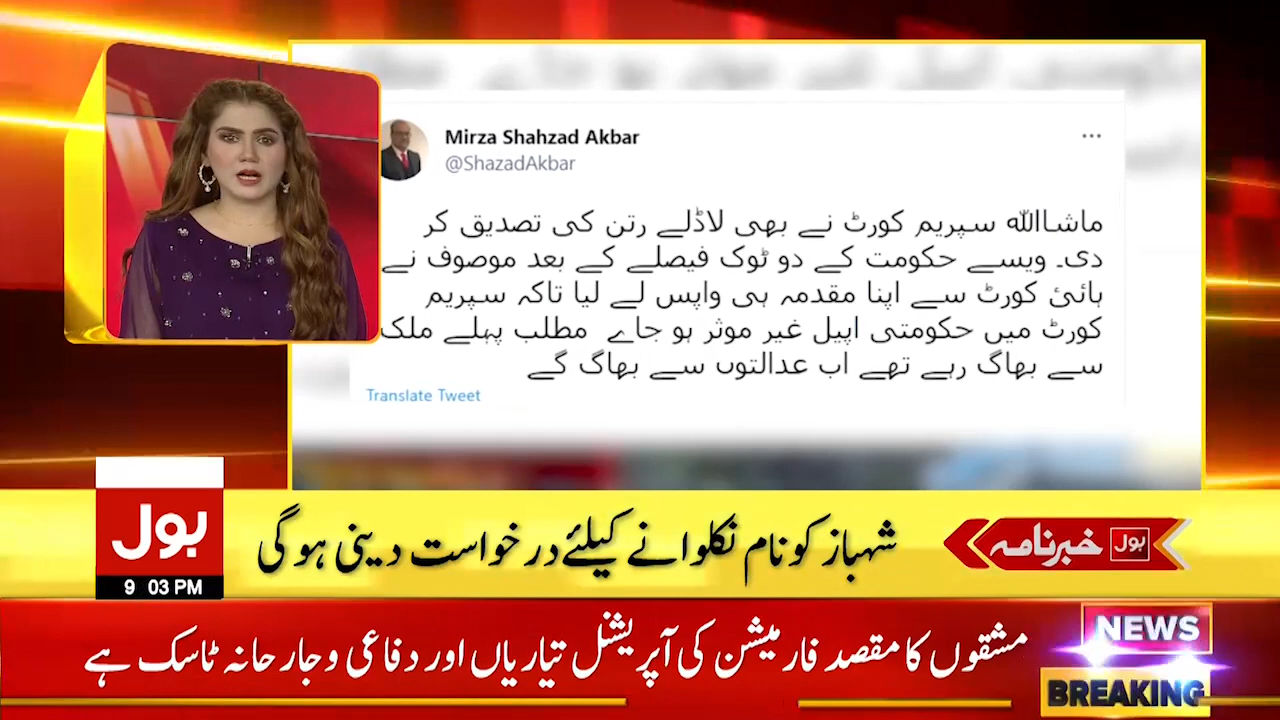 Mirza Shahzad Akbar
@ShazadAkbar
ماشاﷲ سپریم کورٹ نے بھی لاڈلے رتن کی تصدیق کر
دی۔ ویسے حکومت کے دو ٹوک فیصلے کے بعد موصوف نے
ہائ کورٹ سے اپنا مقدمہ ہی واپس لے لیا تاکہ سپریم
کورٹ میں حکومتی اپیل غیر موثر ہو جاے مطلب پہلے ملک
سے بھاگ رہے تھے اب عدالتوں سے بھاگ گے
Translate Tweet
بول خبرنامہ
شہباز کو نام نکلوانے کیلئے درخواست دینی ہوگی
بول
9 03 PM
NEWS
BREAKING
مشقوں کا مقصد فارمیشن کی آپریشنل تیاریاں اور دفاعی و جارحانہ ٹاسک ہے